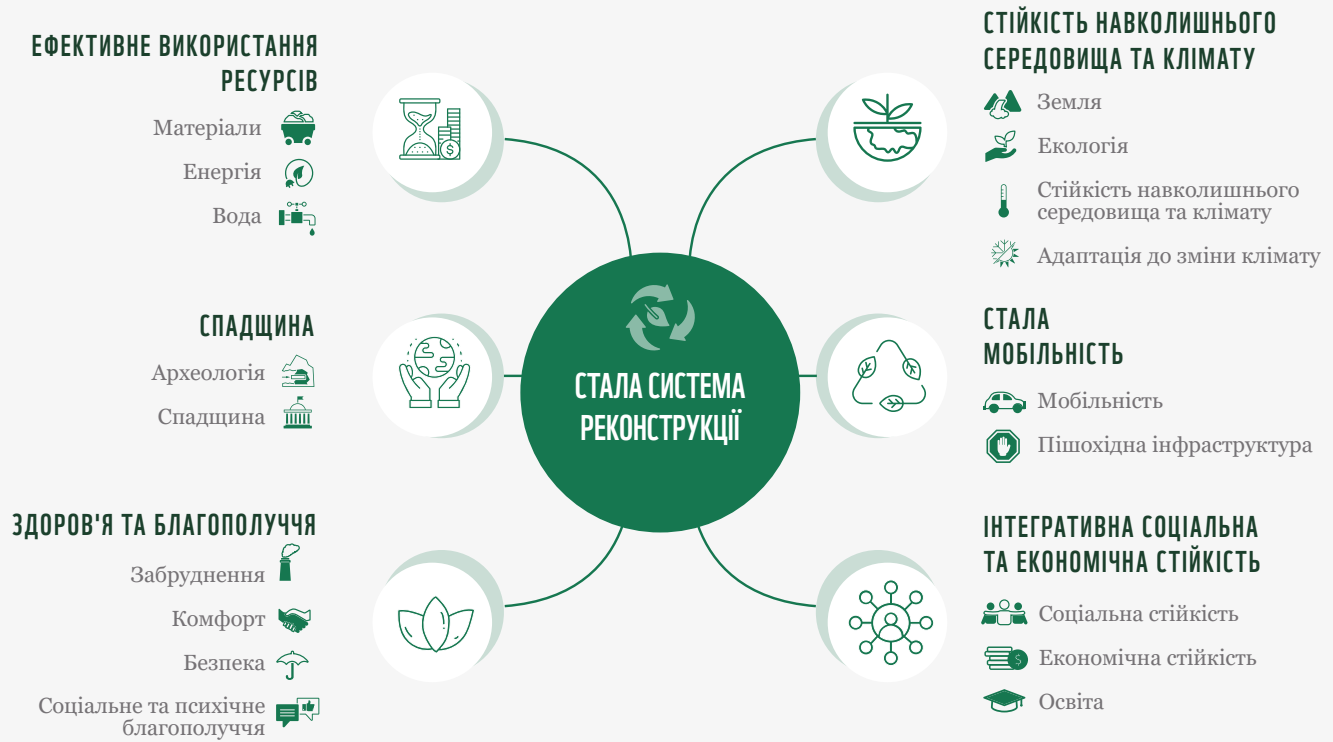 ЕФЕКТИВНЕ ВИКОРИСТАННЯ
РЕСУРСІВ
Матеріали
Енергія
Вода
СПАДЩИНА
Археологія
Спадщина
ЗДОРОВ'Я ТА БЛАГОПОЛУЧЧЯ
Забруднення
Комфорт
Безпека
Соціальне та психічне
благополуччя
СТАЛА СИСТЕМА
РЕКОНСТРУКЦІЇ
СТІЙКІСТЬ НАВКОЛИШНЬОГО
СЕРЕДОВИЩА ТА КЛІМАТУ
Земля
Екологія
Стійкість навколишнього
середовища та клімату
Адаптація до зміни клімату
СТАЛА
МОБІЛЬНІСТЬ
Мобільність
Пішохідна інфраструктура
ІНТЕГРАТИВНА СОЦІАЛЬНА
ТА ЕКОНОМІЧНА СТІЙКІСТЬ
Соціальна стійкість
Економічна стійкість
Освіта